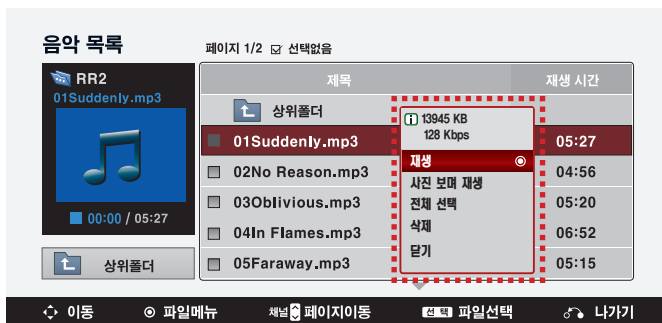 음악 목록
페이지 1/2 선택없음
RR2
01Suddenly.mp3
00:00 / 05:27
상위폴더
제목 재생 시간
상위폴더
01Suddenly.mp3 05:27
02No Reason.mp3 04:56
03Oblivious.mp3 05:20
04In Flames.mp3 06:52
05Faraway.mp3 05:15
13945 KB
128 Kbps
재생
사진 보며 재생
전체 선택
삭제
닫기
이동 파일메뉴 채널 페이지이동 선택 파일선택 나가기